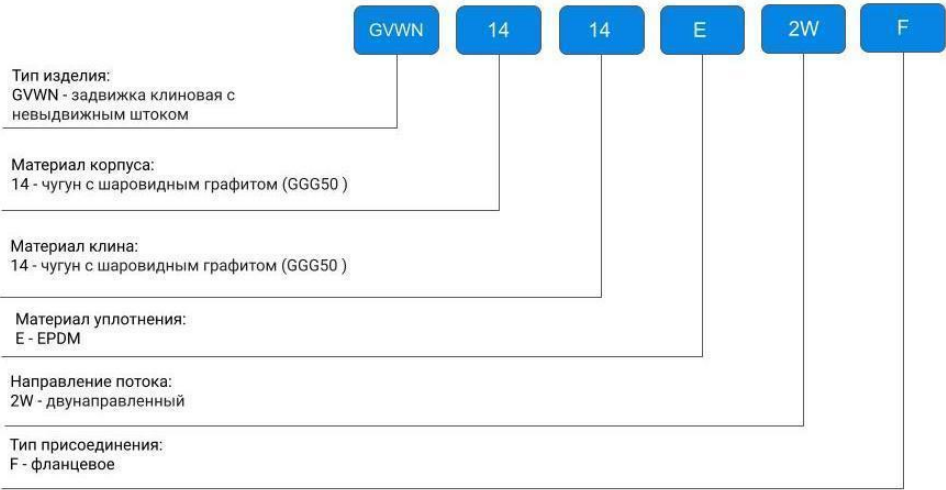 GVWN 14 14 E 2W F
Тип изделия:
GVWN - задвижка клиновая с
невыдвижным штоком
Материал корпуса:
14 - чугун с шаровидным графитом (GGG50 )
Материал клина:
14 - чугун с шаровидным графитом (GGG50 )
Материал уплотнения:
E - EPDM
Направление потока:
2W - двунаправленный
Тип присоединения:
F - фланцевое